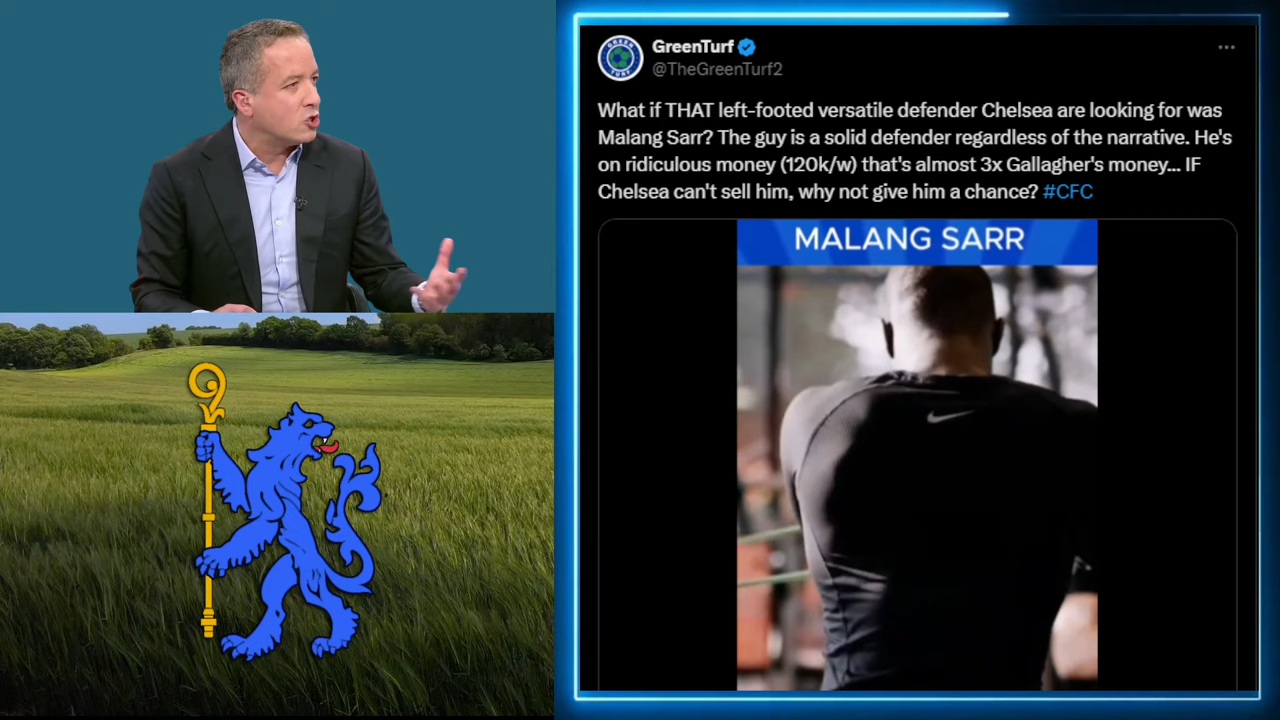 GreenTurf
@TheGreenTurf2
What if THAT left-footed versatile defender Chelsea are looking for was
Malang Sarr? The guy is a solid defender regardless of the narrative. He's
on ridiculous money (120k/w) that's almost 3x Gallagher's money... IF
Chelsea can't sell him, why not give him a chance? #CFC
MALANG SARR